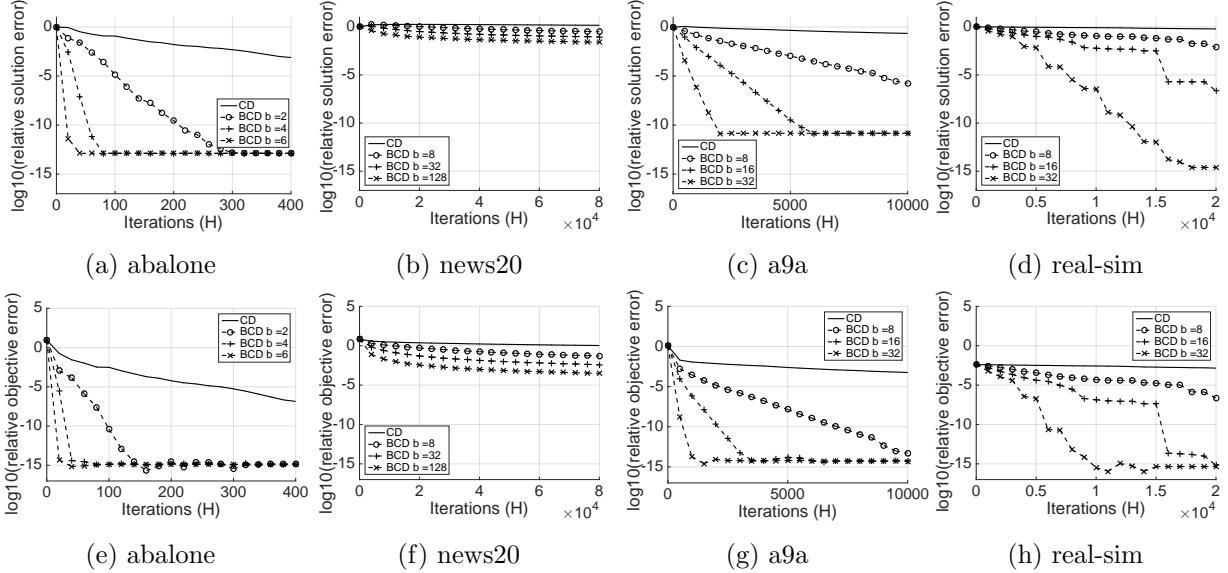 log10(relative solution error)
0
-5
-10
-15
0 100 200 300 400
Iterations (H)
CD
BCD b =2
BCD b =4
BCD b =6
(a) abalone
log10(relative solution error)
0
-5
-10
-15
0 2 4 6 8
×10^4
Iterations (H)
CD
BCD b =8
BCD b =32
BCD b =128
(b) news20
log10(relative solution error)
0
-5
-10
-15
0 5000 10000
Iterations (H)
CD
BCD b =8
BCD b =16
BCD b =32
(c) a9a
log10(relative solution error)
0
-5
-10
-15
0 0.5 1 1.5 2
×10^4
Iterations (H)
CD
BCD b =8
BCD b =16
BCD b =32
(d) real-sim
log10(relative objective error)
5
0
-5
-10
-15
0 100 200 300 400
Iterations (H)
CD
BCD b =2
BCD b =4
BCD b =6
(e) abalone
log10(relative objective error)
5
0
-5
-10
-15
0 2 4 6 8
×10^4
Iterations (H)
CD
BCD b =8
BCD b =32
BCD b =128
(f) news20
log10(relative objective error)
5
0
-5
-10
-15
0 5000 10000
Iterations (H)
CD
BCD b =8
BCD b =16
BCD b =32
(g) a9a
log10(relative objective error)
5
0
-5
-10
-15
0 0.5 1 1.5 2
×10^4
Iterations (H)
CD
BCD b =8
BCD b =16
BCD b =32
(h) real-sim